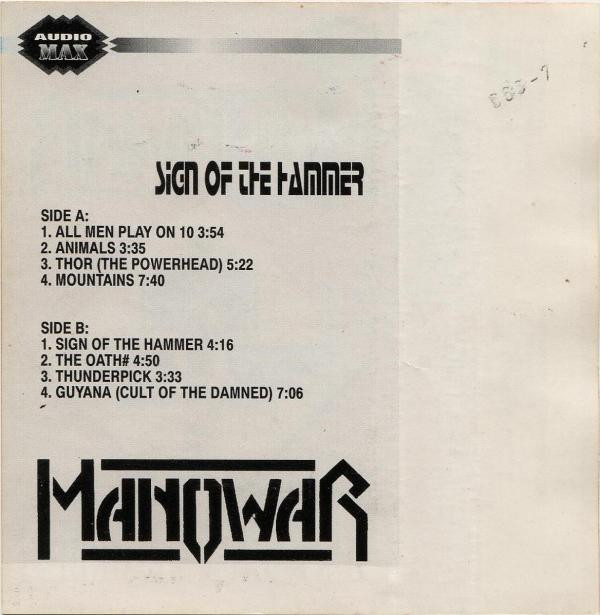 AUDIO
MAX
SIGN OF THE HAMMER
SIDE A:
1. ALL MEN PLAY ON 10 3:54
2. ANIMALS 3:35
3. THOR (THE POWERHEAD) 5:22
4. MOUNTAINS 7:40
SIDE B:
1. SIGN OF THE HAMMER 4:16
2. THE OATH# 4:50
3. THUNDERPICK 3:33
4. GUYANA (CULT OF THE DAMNED) 7:06
MANOWAR